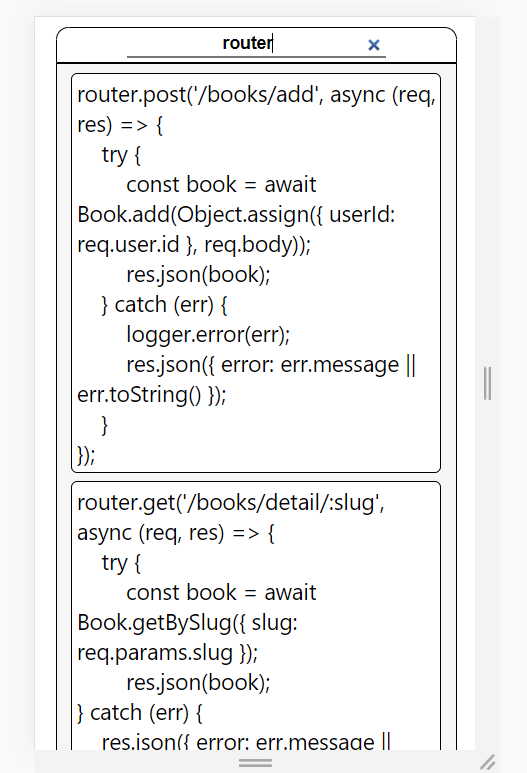 router
×
router.post('/books/add', async (req,
res) => {
try {
const book = await
Book.add(Object.assign({ userId:
req.user.id }, req.body));
res.json(book);
} catch (err) {
logger.error(err);
res.json({ error: err.message ||
err.toString() });
}
});
router.get('/books/detail/:slug',
async (req, res) => {
try {
const book = await
Book.getBySlug({ slug:
req.params.slug });
res.json(book);
} catch (err) {
res.json({ error: err.message ||